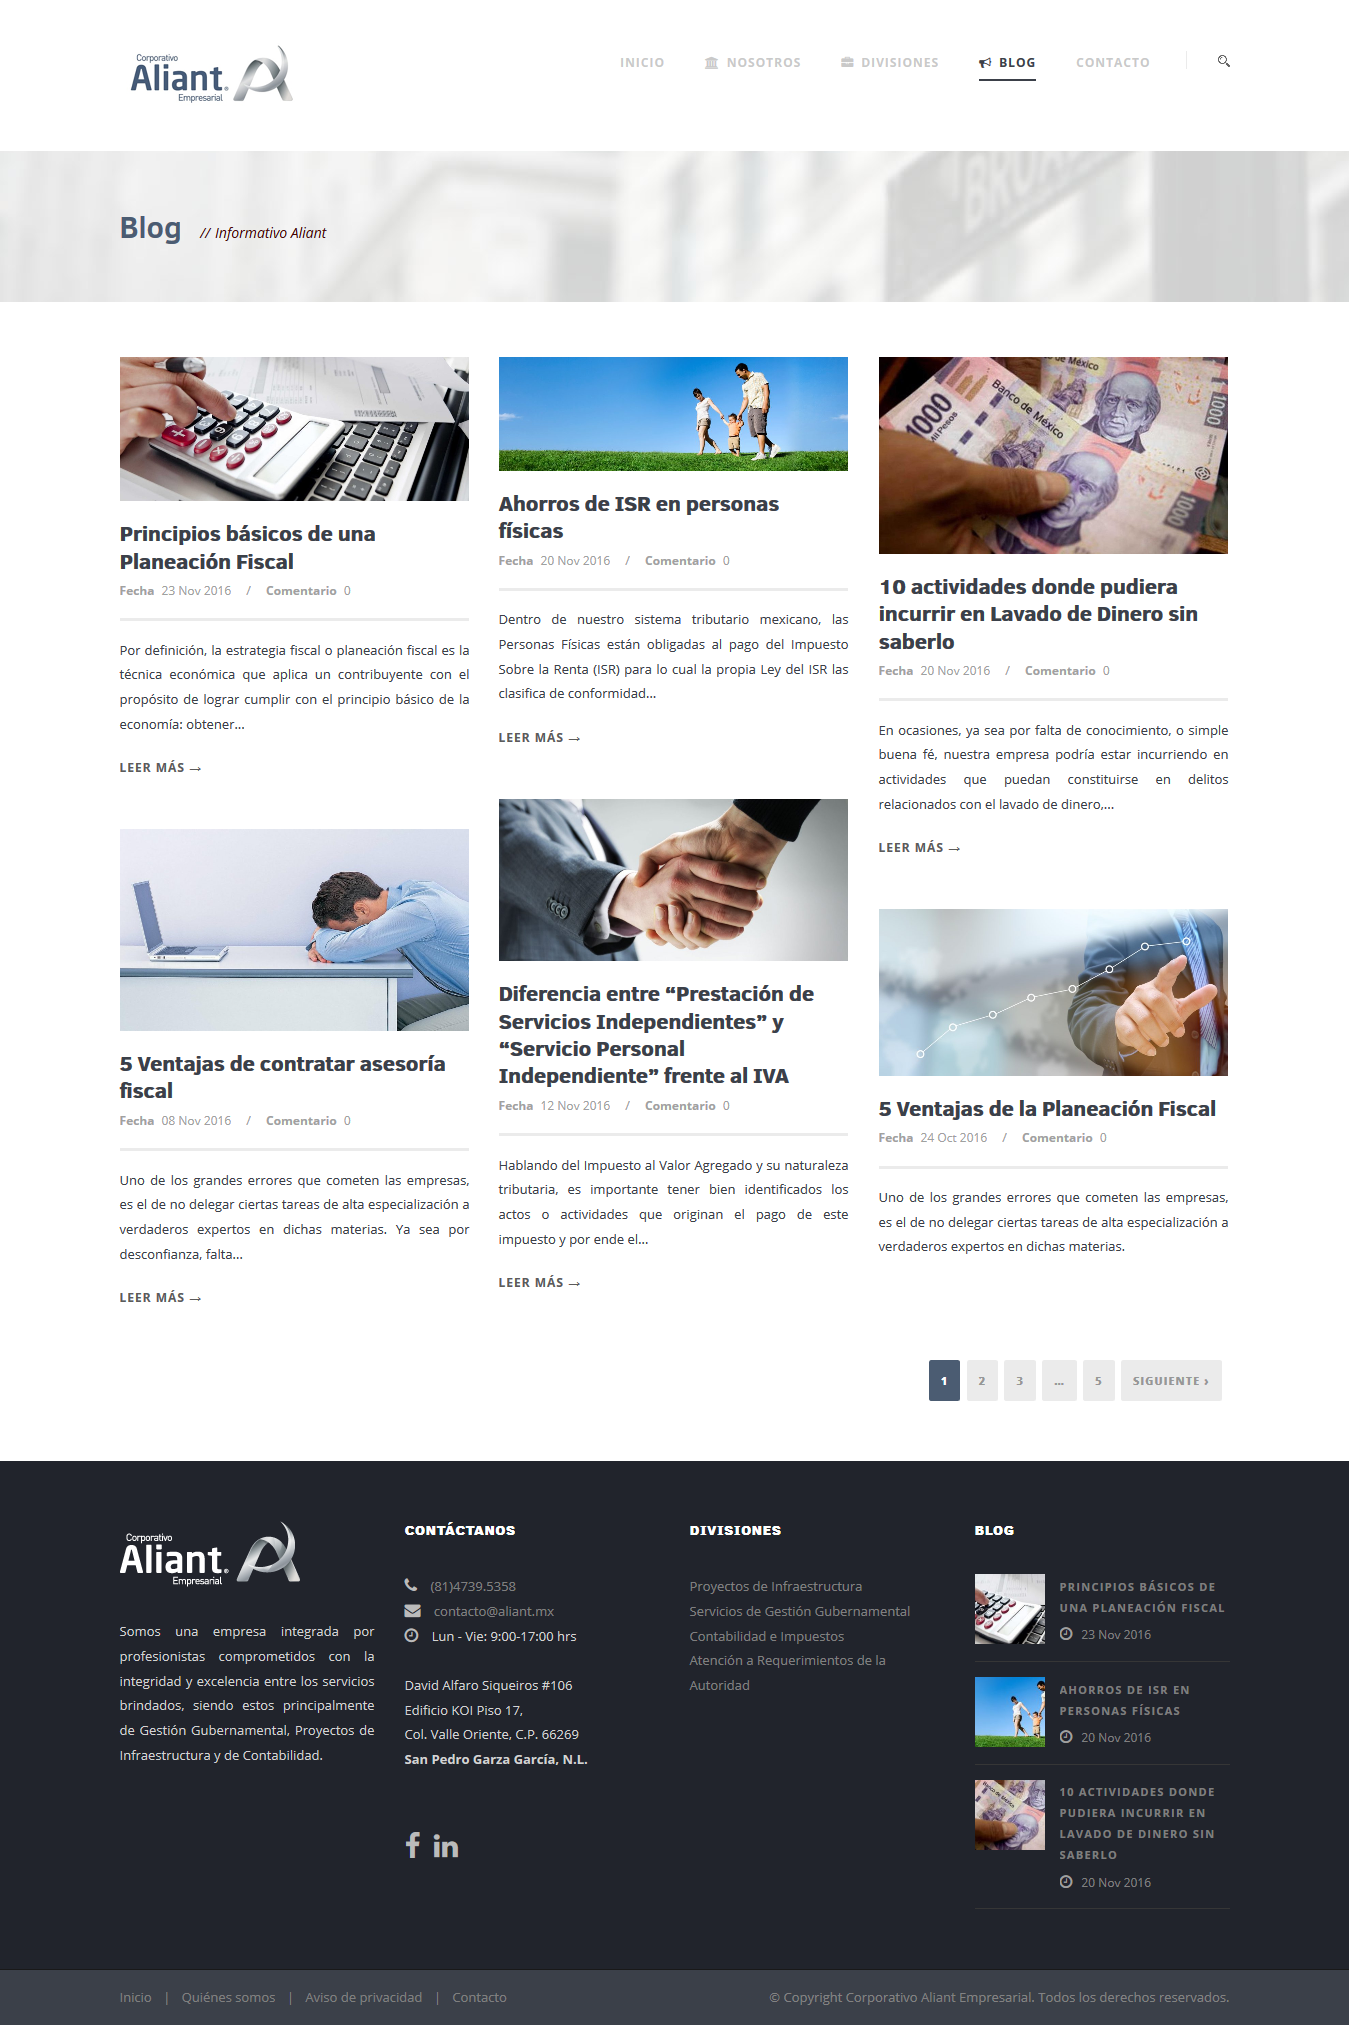 Corporativo
Aliant®
Empresarial
INICIO
NOSOTROS
DIVISIONES
BLOG
CONTACTO
Blog // Informativo Aliant
Principios básicos de una
Planeación Fiscal
Fecha 23 Nov 2016 / Comentario 0
Por definición, la estrategia fiscal o planeación fiscal es la
técnica económica que aplica un contribuyente con el
propósito de lograr cumplir con el principio básico de la
economía: obtener...
LEER MÁS →
Ahorros de ISR en personas
físicas
Fecha 20 Nov 2016 / Comentario 0
Dentro de nuestro sistema tributario mexicano, las
Personas Físicas están obligadas al pago del Impuesto
Sobre la Renta (ISR) para lo cual la propia Ley del ISR las
clasifica de conformidad...
LEER MÁS →
Banco de México
1000
10 actividades donde pudiera
incurrir en Lavado de Dinero sin
saberlo
Fecha 20 Nov 2016 / Comentario 0
En ocasiones, ya sea por falta de conocimiento, o simple
buena fé, nuestra empresa podría estar incurriendo en
actividades que puedan constituirse en delitos
relacionados con el lavado de dinero,...
LEER MÁS →
5 Ventajas de contratar asesoría
fiscal
Fecha 08 Nov 2016 / Comentario 0
Uno de los grandes errores que cometen las empresas,
es el de no delegar ciertas tareas de alta especialización a
verdaderos expertos en dichas materias. Ya sea por
desconfianza, falta...
LEER MÁS →
Diferencia entre “Prestación de
Servicios Independientes” y
“Servicio Personal
Independiente” frente al IVA
Fecha 12 Nov 2016 / Comentario 0
Hablando del Impuesto al Valor Agregado y su naturaleza
tributaria, es importante tener bien identificados los
actos o actividades que originan el pago de este
impuesto y por ende el...
LEER MÁS →
5 Ventajas de la Planeación Fiscal
Fecha 24 Oct 2016 / Comentario 0
Uno de los grandes errores que cometen las empresas,
es el de no delegar ciertas tareas de alta especialización a
verdaderos expertos en dichas materias.
1 2 3 ... 5 SIGUIENTE ›
Corporativo
Aliant®
Empresarial
Somos una empresa integrada por
profesionistas comprometidos con la
integridad y excelencia entre los servicios
brindados, siendo estos principalmente
de Gestión Gubernamental, Proyectos de
Infraestructura y de Contabilidad.
CONTÁCTANOS
(81)4739.5358
contacto@aliant.mx
Lun - Vie: 9:00-17:00 hrs
David Alfaro Siqueiros #106
Edificio KOI Piso 17,
Col. Valle Oriente, C.P. 66269
San Pedro Garza García, N.L.
DIVISIONES
Proyectos de Infraestructura
Servicios de Gestión Gubernamental
Contabilidad e Impuestos
Atención a Requerimientos de la
Autoridad
BLOG
PRINCIPIOS BÁSICOS DE
UNA PLANEACIÓN FISCAL
23 Nov 2016
AHORROS DE ISR EN
PERSONAS FÍSICAS
20 Nov 2016
10 ACTIVIDADES DONDE
PUDIERA INCURRIR EN
LAVADO DE DINERO SIN
SABERLO
20 Nov 2016
Inicio | Quiénes somos | Aviso de privacidad | Contacto
© Copyright Corporativo Aliant Empresarial. Todos los derechos reservados.